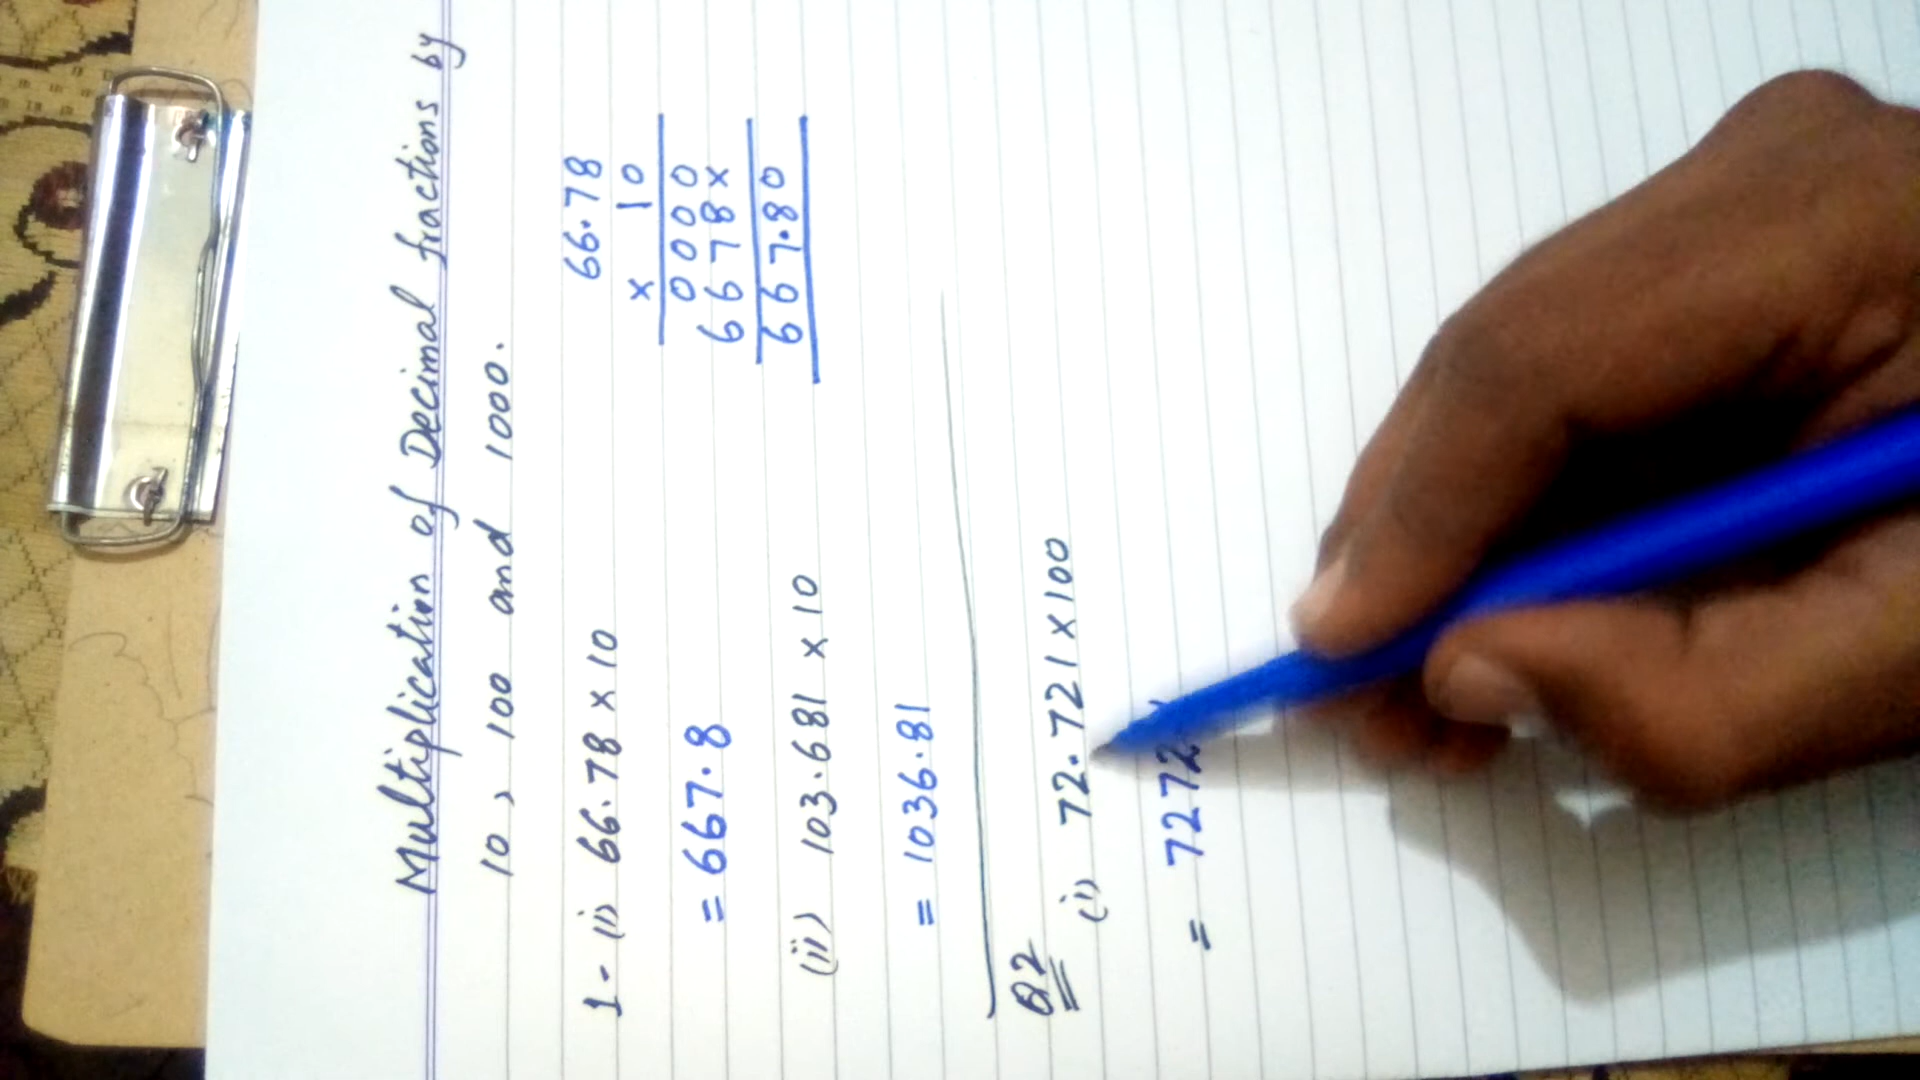 Multiplication of Decimal fractions by
10, 100 and 1000.
1- (i) 66.78 × 10
= 667.8
66.78
× 10
0000
6678×
667.80
(ii) 103.681 × 10
= 1036.81
Q2
(i) 72.721 × 100
= 7272